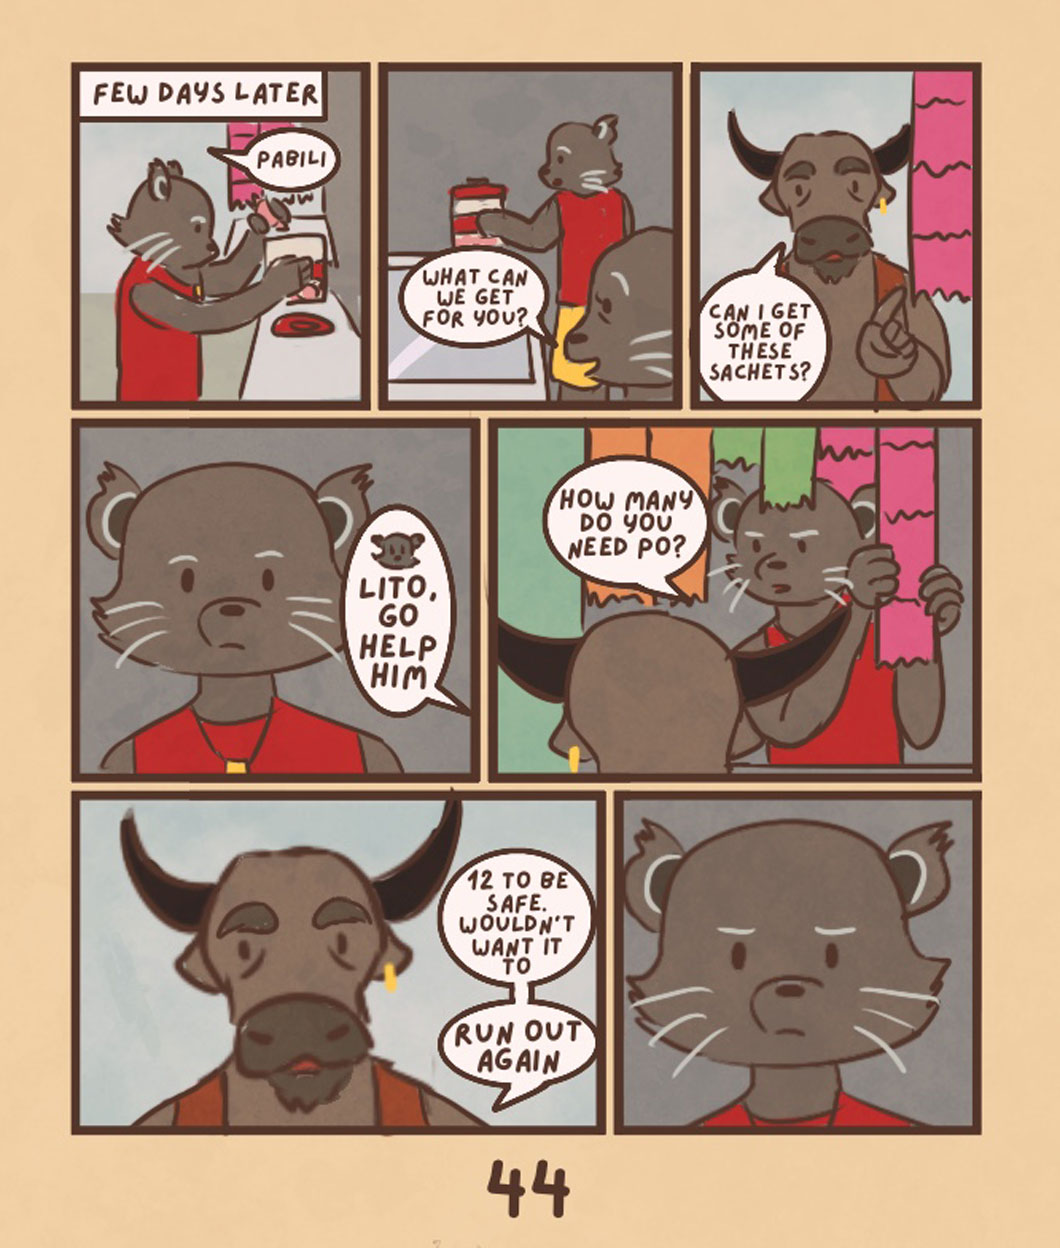 FEW DAYS LATER
PABILI
WHAT CAN
WE GET
FOR YOU?
CAN I GET
SOME OF
THESE
SACHETS?
LITO,
GO
HELP
HIM
HOW MANY
DO YOU
NEED PO?
12 TO BE
SAFE.
WOULDN'T
WANT IT
TO
RUN OUT
AGAIN
44